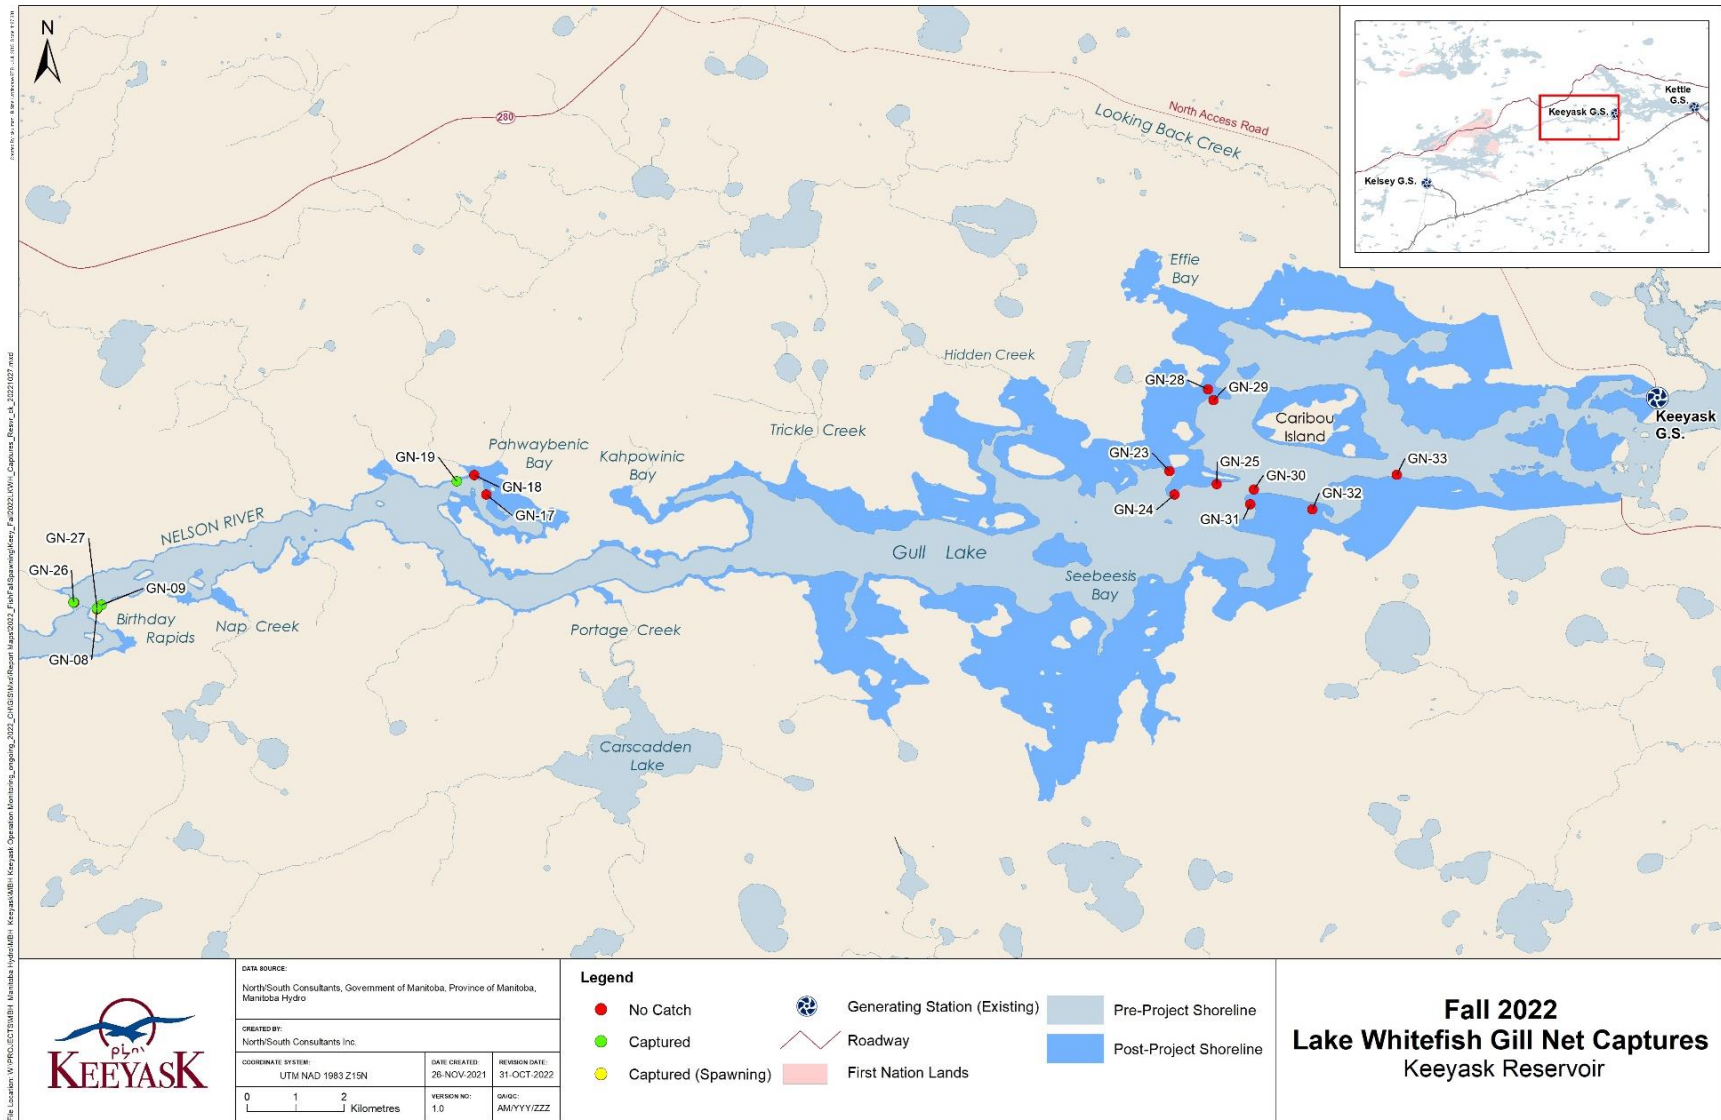 N
280
North Access Road
Looking Back Creek
Kettle
G.S.
Keeyask G.S.
Kelsey G.S.
Effie
Bay
Hidden Creek
GN-28
GN-29
Caribou
Island
Keeyask
G.S.
Trickle Creek
Pahwaybenic
Bay
Kahpowinic
Bay
GN-19
GN-18
GN-17
GN-23
GN-25
GN-30
GN-33
GN-24
GN-31
GN-32
NELSON RIVER
GN-27
GN-26
GN-09
Birthday
Rapids
Nap Creek
GN-08
Gull Lake
Seebeesis
Bay
Portage Creek
Carscadden
Lake
KEEYASK
DATA SOURCE:
North/South Consultants, Government of Manitoba, Province of Manitoba,
Manitoba Hydro
CREATED BY:
North/South Consultants Inc.
COORDINATE SYSTEM:
UTM NAD 1983 Z15N
DATE CREATED:
26-NOV-2021
REVISION DATE:
31-OCT-2022
0 1 2
Kilometres
VERSION NO:
1.0
QA/QC:
AM/YYY/ZZZ
Legend
No Catch
Captured
Captured (Spawning)
Generating Station (Existing)
Roadway
First Nation Lands
Pre-Project Shoreline
Post-Project Shoreline
Fall 2022
Lake Whitefish Gill Net Captures
Keeyask Reservoir